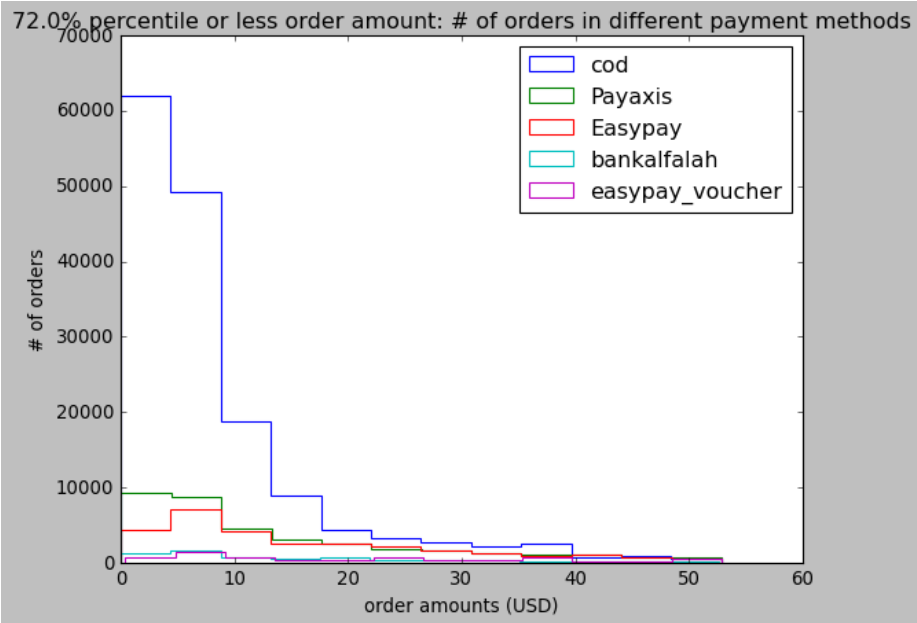 72.0% percentile or less order amount: # of orders in different payment methods
70000
60000
50000
40000
30000
20000
10000
0
# of orders
cod
Payaxis
Easypay
bankalfalah
easypay_voucher
0 10 20 30 40 50 60
order amounts (USD)